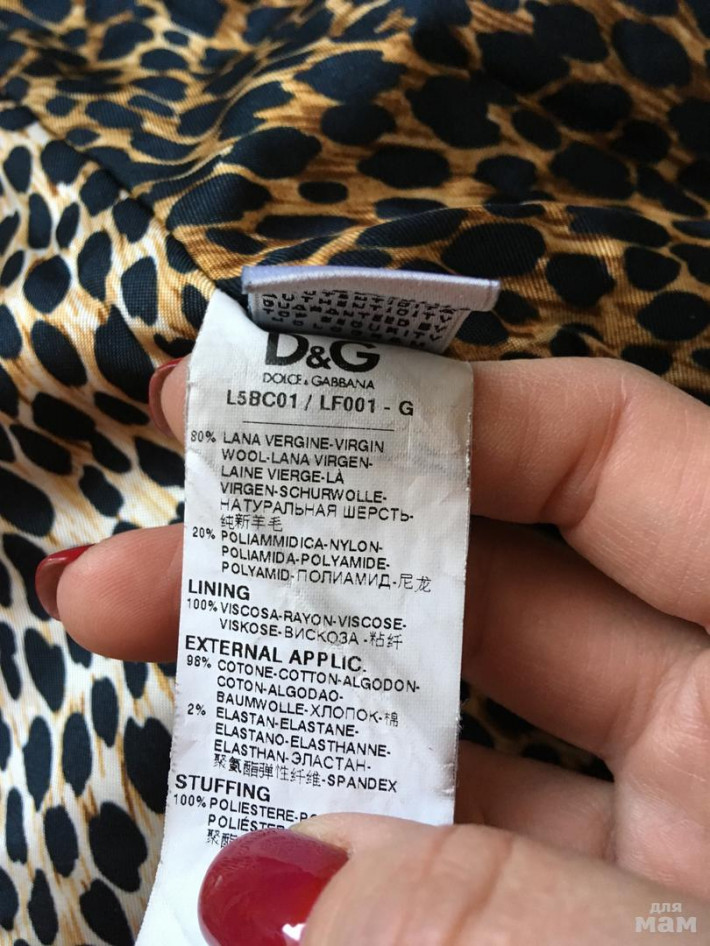 D&G
DOLCE & GABBANA
L5BC01 / LF001 - G
80% LANA VERGINE-VIRGIN
WOOL-LANA VIRGEN-
LAINE VIERGE-LÀ
VIRGEN-SCHURWOLLE-
НАТУРАЛЬНАЯ ШЕРСТЬ-
纯新羊毛
20% POLIAMMIDICA-NYLON-
POLIAMIDA-POLYAMIDE-
POLYAMID-ПОЛИАМИД-尼龙
LINING
100% VISCOSA-RAYON-VISCOSE-
VISKOSE-ВИСКОЗА -粘纤
EXTERNAL APPLIC.
98% COTONE-COTTON-ALGODON-
COTON-ALGODAO-
BAUMWOLLE-ХЛОПОК-棉
2% ELASTAN-ELASTANE-
ELASTANO-ELASTHANNE-
ELASTHAN-ЭЛАСТАН-
聚氨酯弹性纤维-SPANDEX
STUFFING
100% POLIESTERE-
для
мам